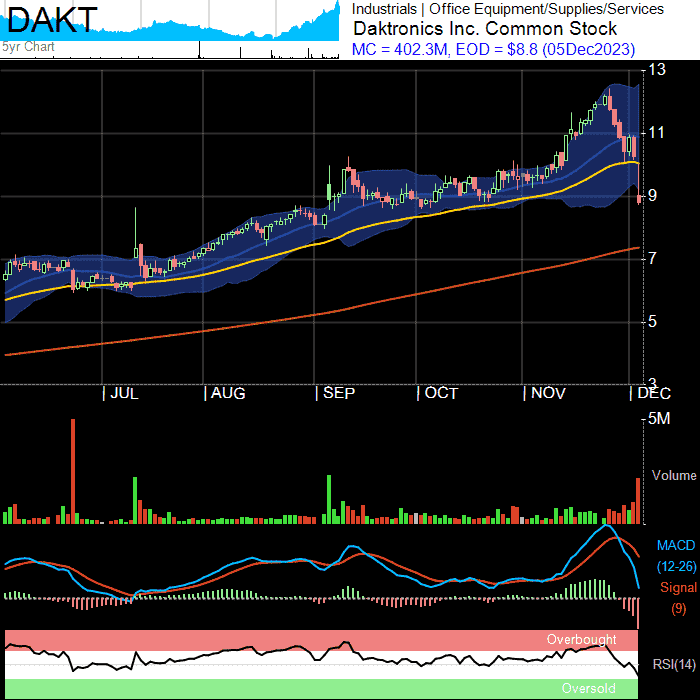 DAKT
5yr Chart
Industrials | Office Equipment/Supplies/Services
Daktronics Inc. Common Stock
MC = 402.3M, EOD = $8.8 (05Dec2023)
13
11
9
7
5
3
| JUL | AUG | SEP | OCT | NOV | DEC
5M
Volume
MACD
(12-26)
Signal
(9)
Overbought
RSI(14)
Oversold